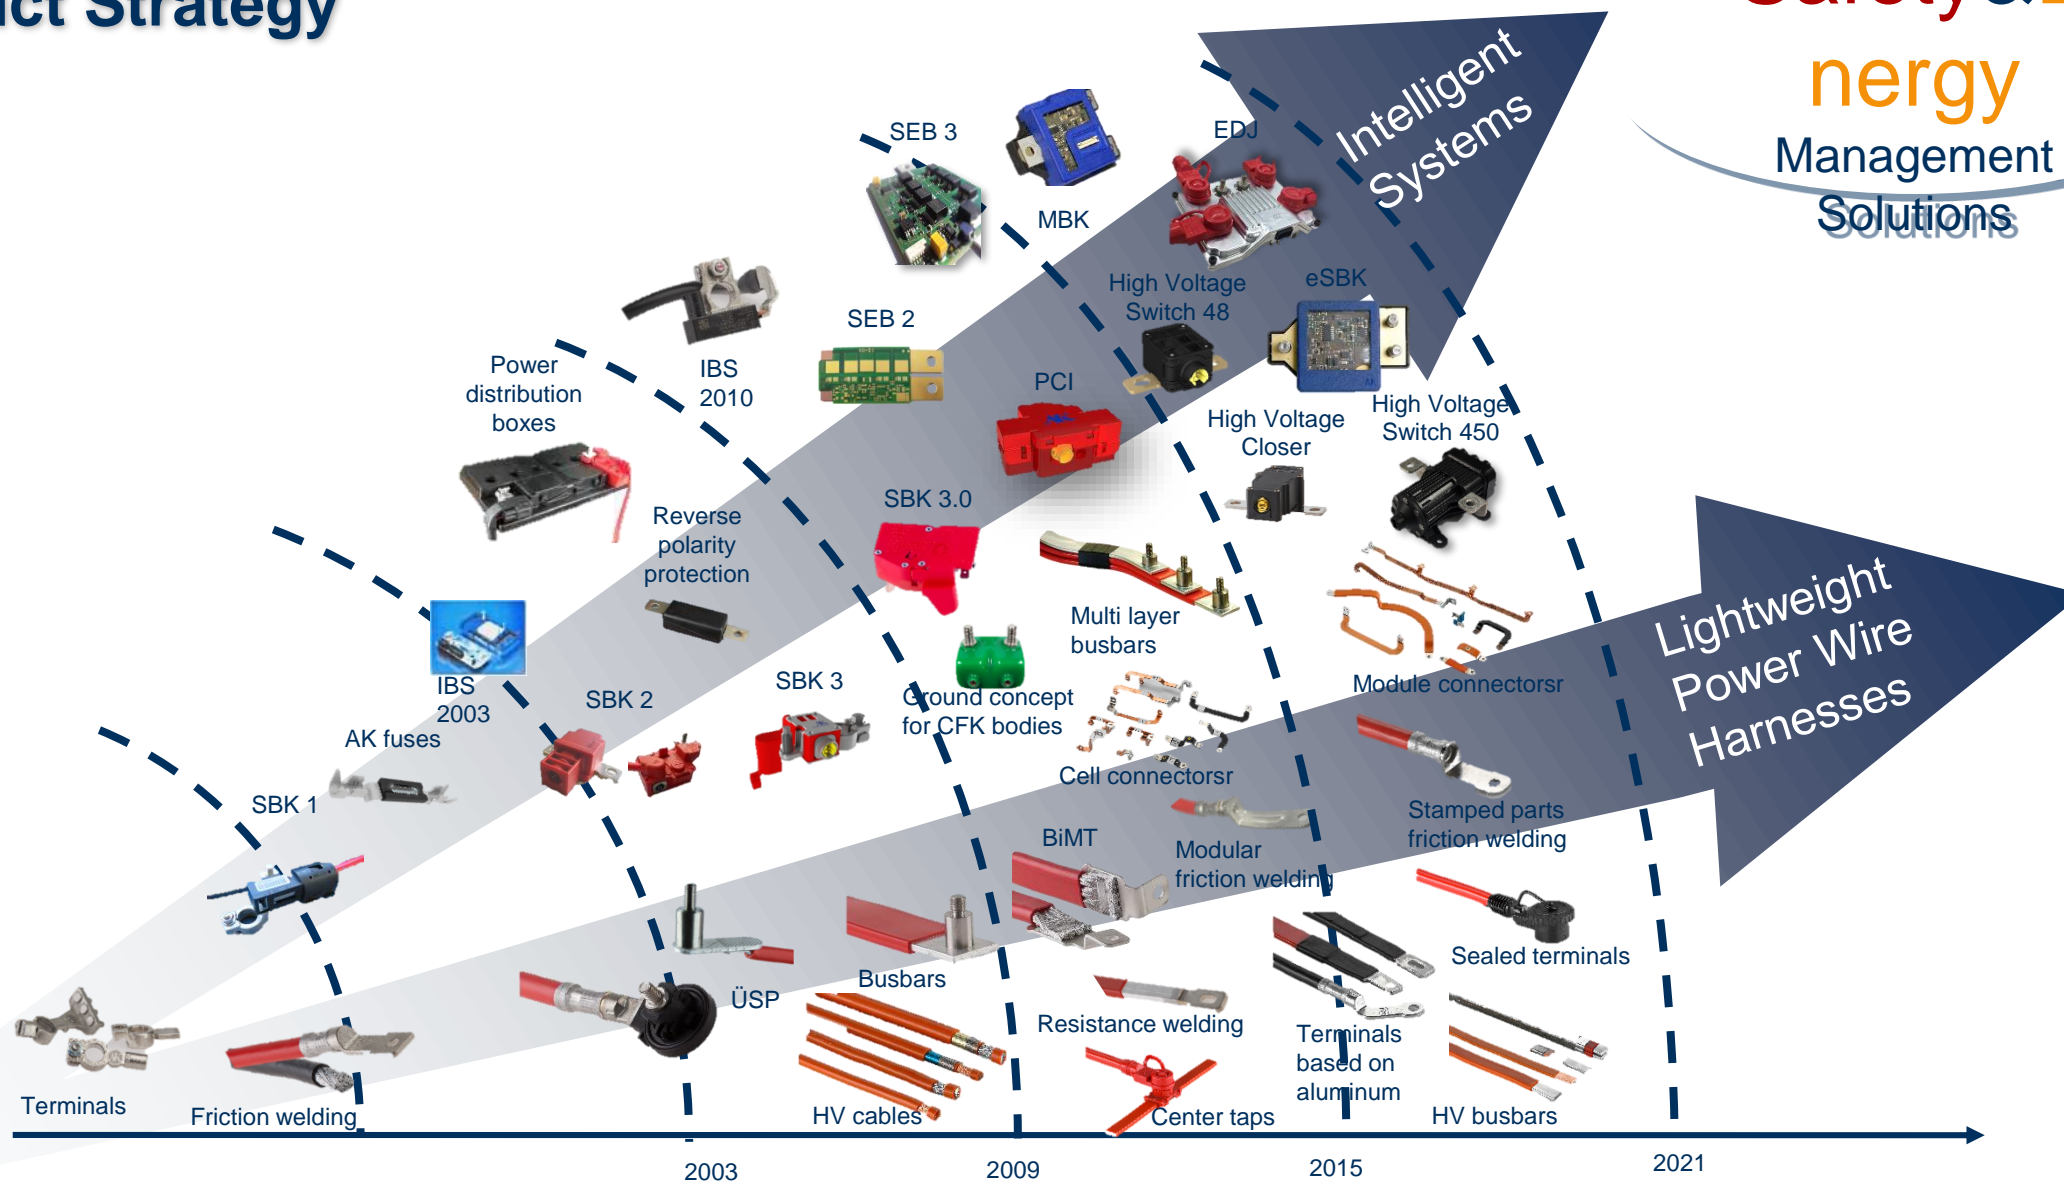 uct Strategy
Safety&E
nergy
Management
Solutions
Intelligent
Systems
Lightweight
Power Wire
Harnesses
SEB 3
MBK
EDJ
High Voltage
Switch 48
eSBK
IBS
2010
SEB 2
Power
distribution
boxes
PCI
High Voltage
Closer
High Voltage
Switch 450
Reverse
polarity
protection
SBK 3.0
Multi layer
busbars
IBS
2003
SBK 2
SBK 3
Ground concept
for CFK bodies
Module connectorsr
AK fuses
Cell connectorsr
SBK 1
BiMT
Modular
friction welding
Stamped parts
friction welding
ÜSP
Busbars
Sealed terminals
Resistance welding
Terminals
based on
aluminum
Terminals
Friction welding
HV cables
Center taps
HV busbars
2003
2009
2015
2021